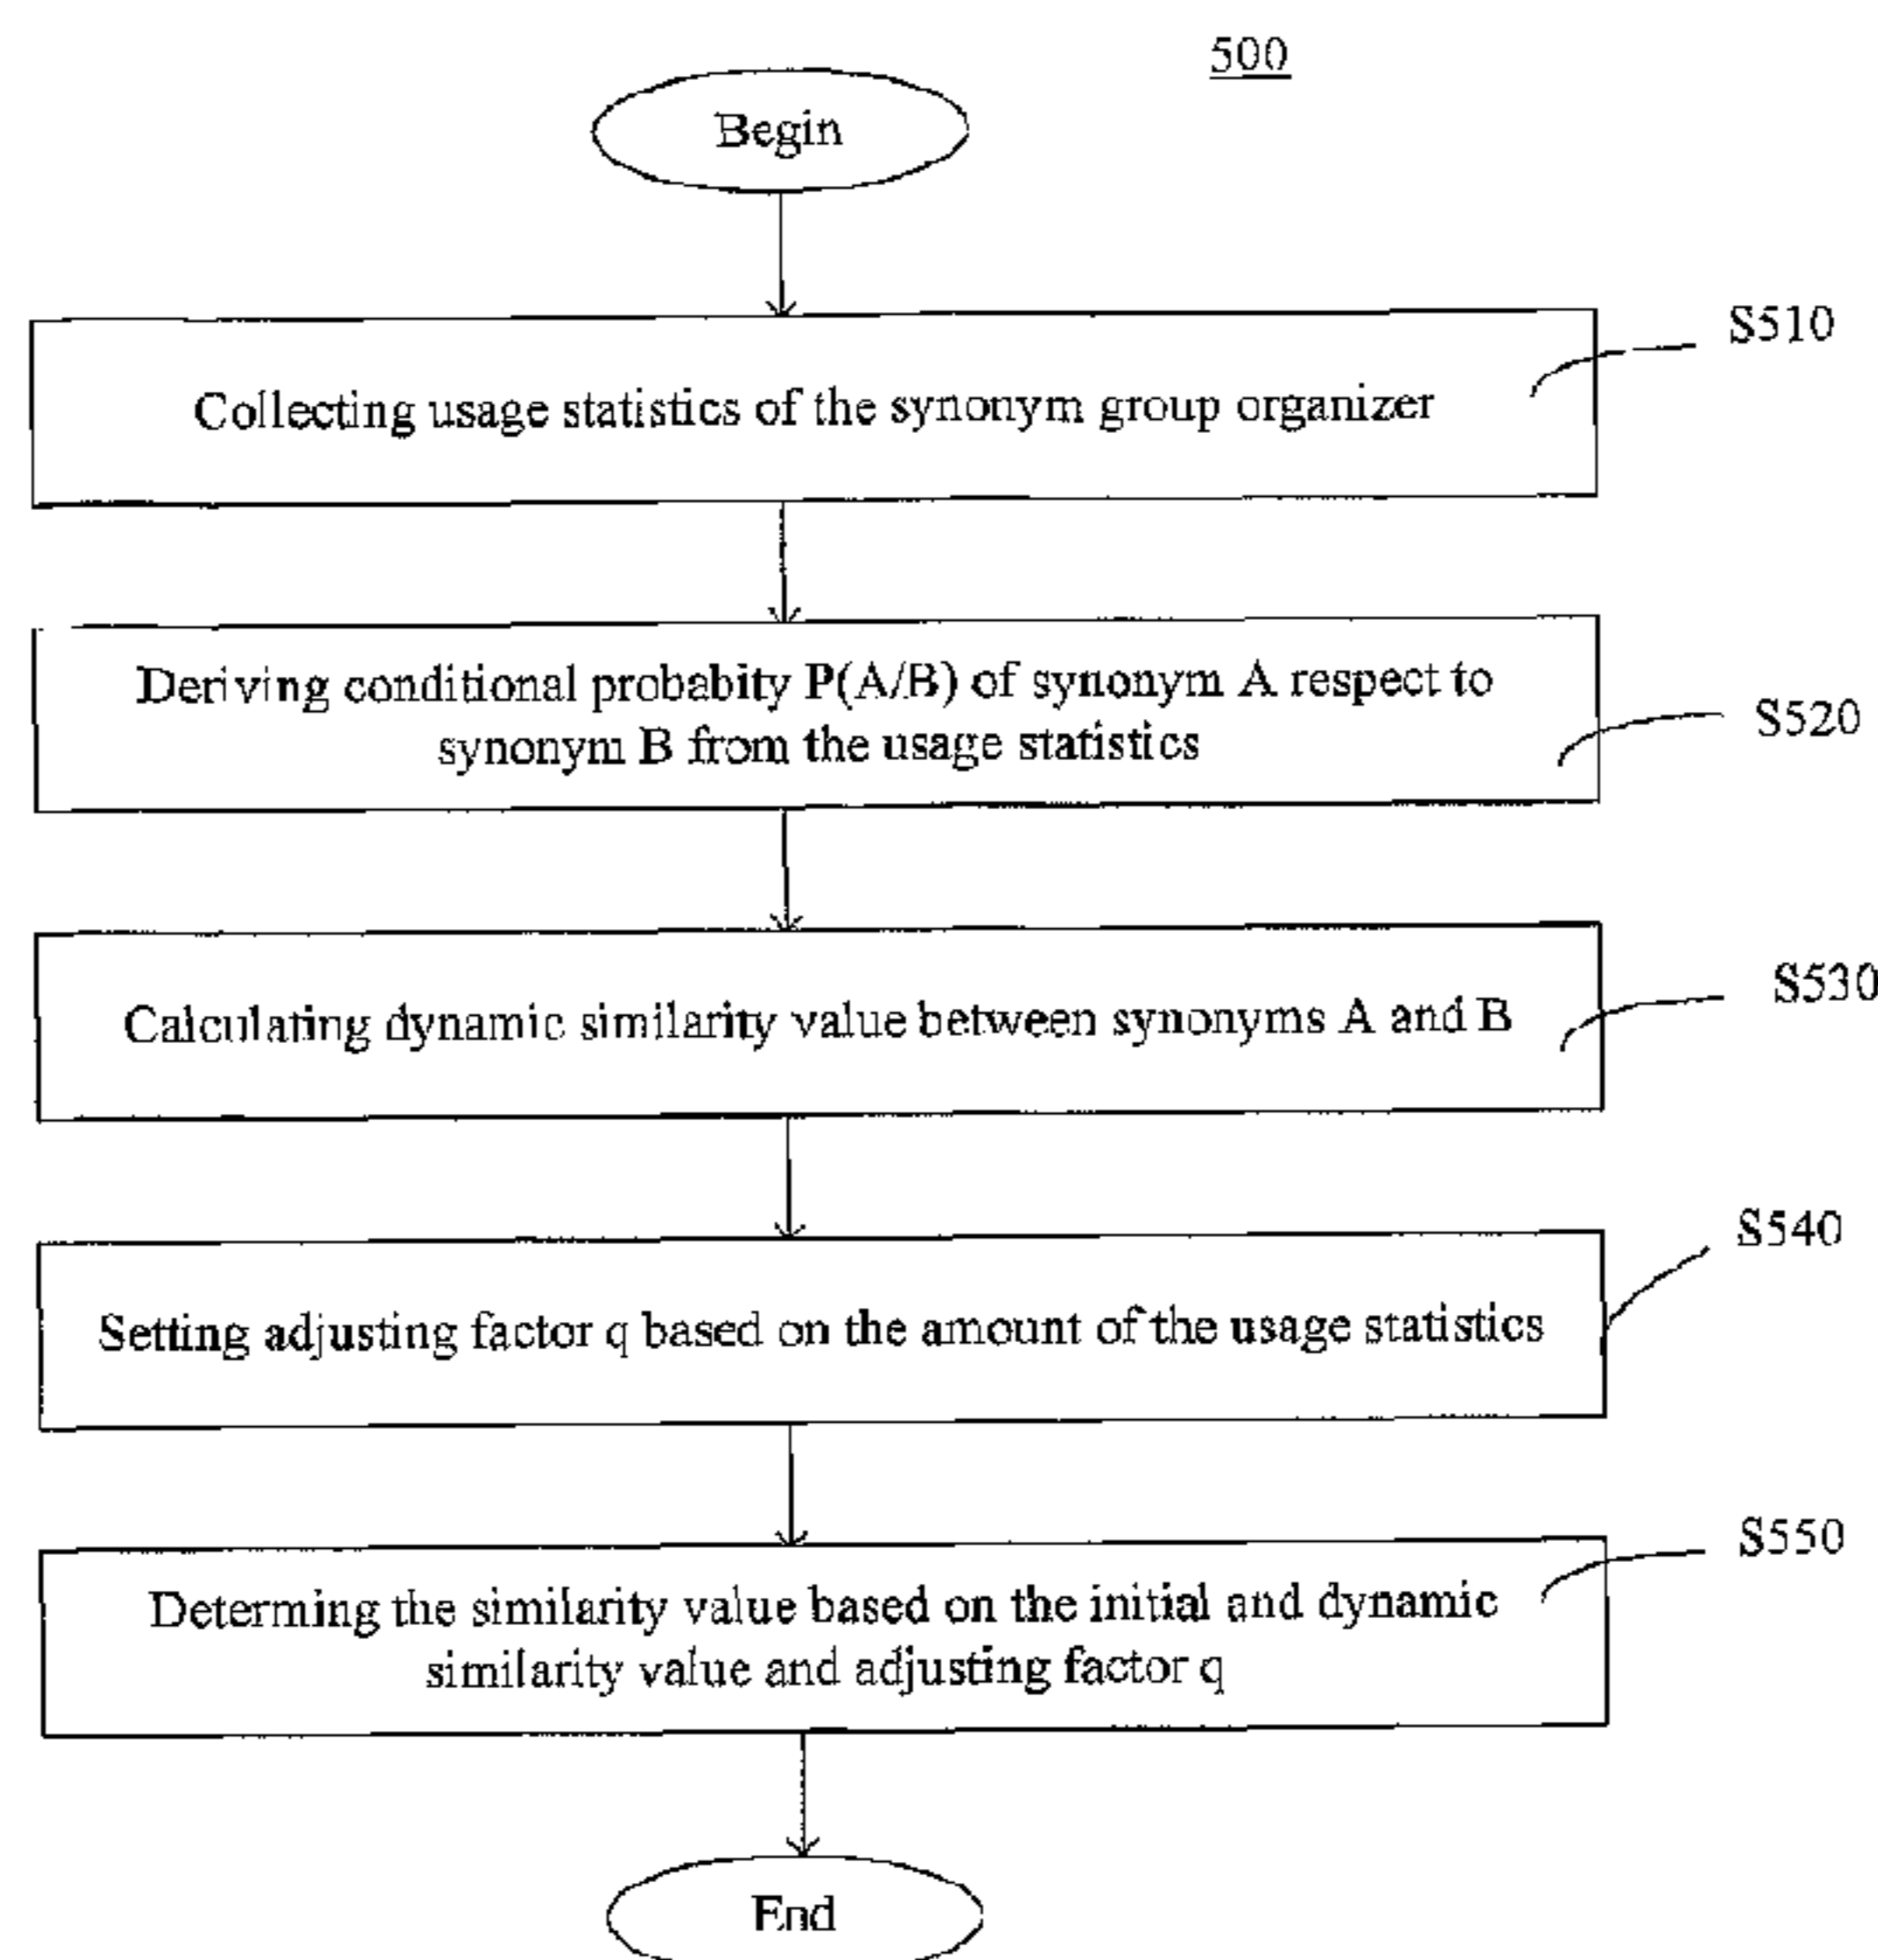 500
Begin
S510
Collecting usage statistics of the synonym group organizer
Deriving conditional probabity P(A/B) of synonym A respect to
synonym B from the usage statistics
S520
Calculating dynamic similarity value between synonyms A and B
S530
S540
Setting adjusting factor q based on the amount of the usage statistics
S550
Determing the similarity value based on the initial and dynamic
similarity value and adjusting factor q
End